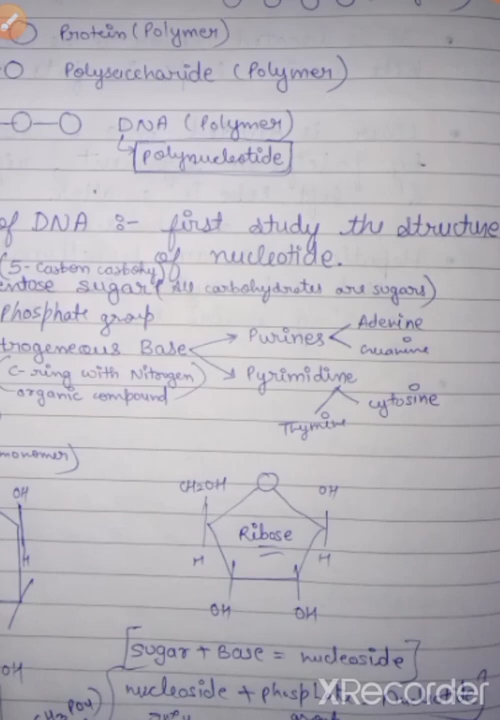 Protein (Polymer)
Polysaccharide (Polymer)
DNA (Polymer)
Polynucleotide
of DNA :- first study the structure
of nucleotide.
(5-Carbon carbohy)
entose sugar (All carbohydrates are sugars)
Phosphate group
trogeneous Base
Purines
Adenine
Guanine
(C-ring with Nitrogen)
organic compound
Pyrimidine
Cytosine
Thymine
monomer)
OH
H
OH
CH2OH
O
OH
Ribose
H
H
OH
OH
[Sugar + Base = nucleoside]
nucleoside + phosph
XRecorder